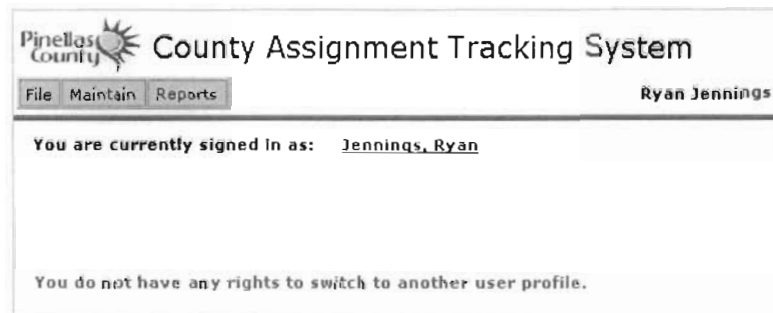 Pinellas County County Assignment Tracking System
File Maintain Reports Ryan Jennings
You are currently signed in as: Jennings, Ryan
You do not have any rights to switch to another user profile.